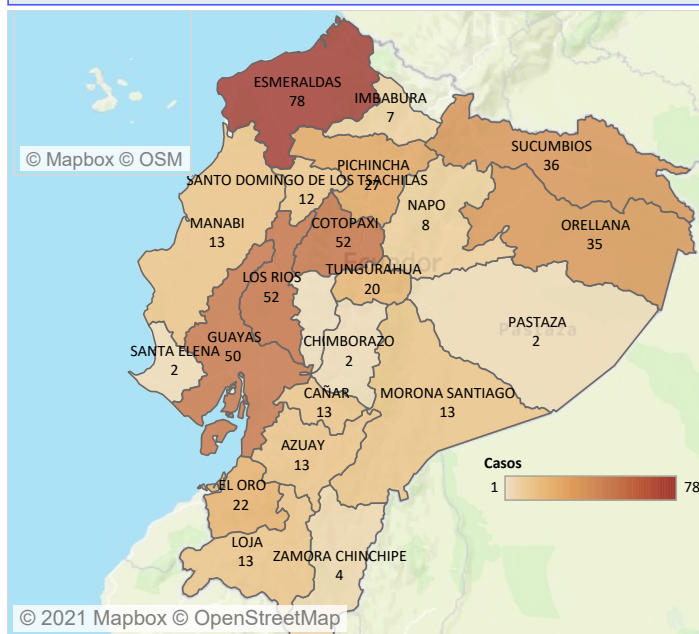 ESMERALDAS
78
IMBABURA
7
© Mapbox © OSM
SUCUMBIOS
36
PICHINCHA
27
SANTO DOMINGO DE LOS TSACHILAS
12
NAPO
8
MANABI
13
COTOPAXI
52
ORELLANA
35
Ecuador
TUNGURAHUA
20
LOS RIOS
52
PASTAZA
Pastaza
2
GUAYAS
50
CHIMBORAZO
2
SANTA ELENA
2
CAÑAR
13
MORONA SANTIAGO
13
AZUAY
13
Casos
1
78
EL ORO
22
LOJA
13
ZAMORA CHINCHIPE
4
© 2021 Mapbox © OpenStreetMap